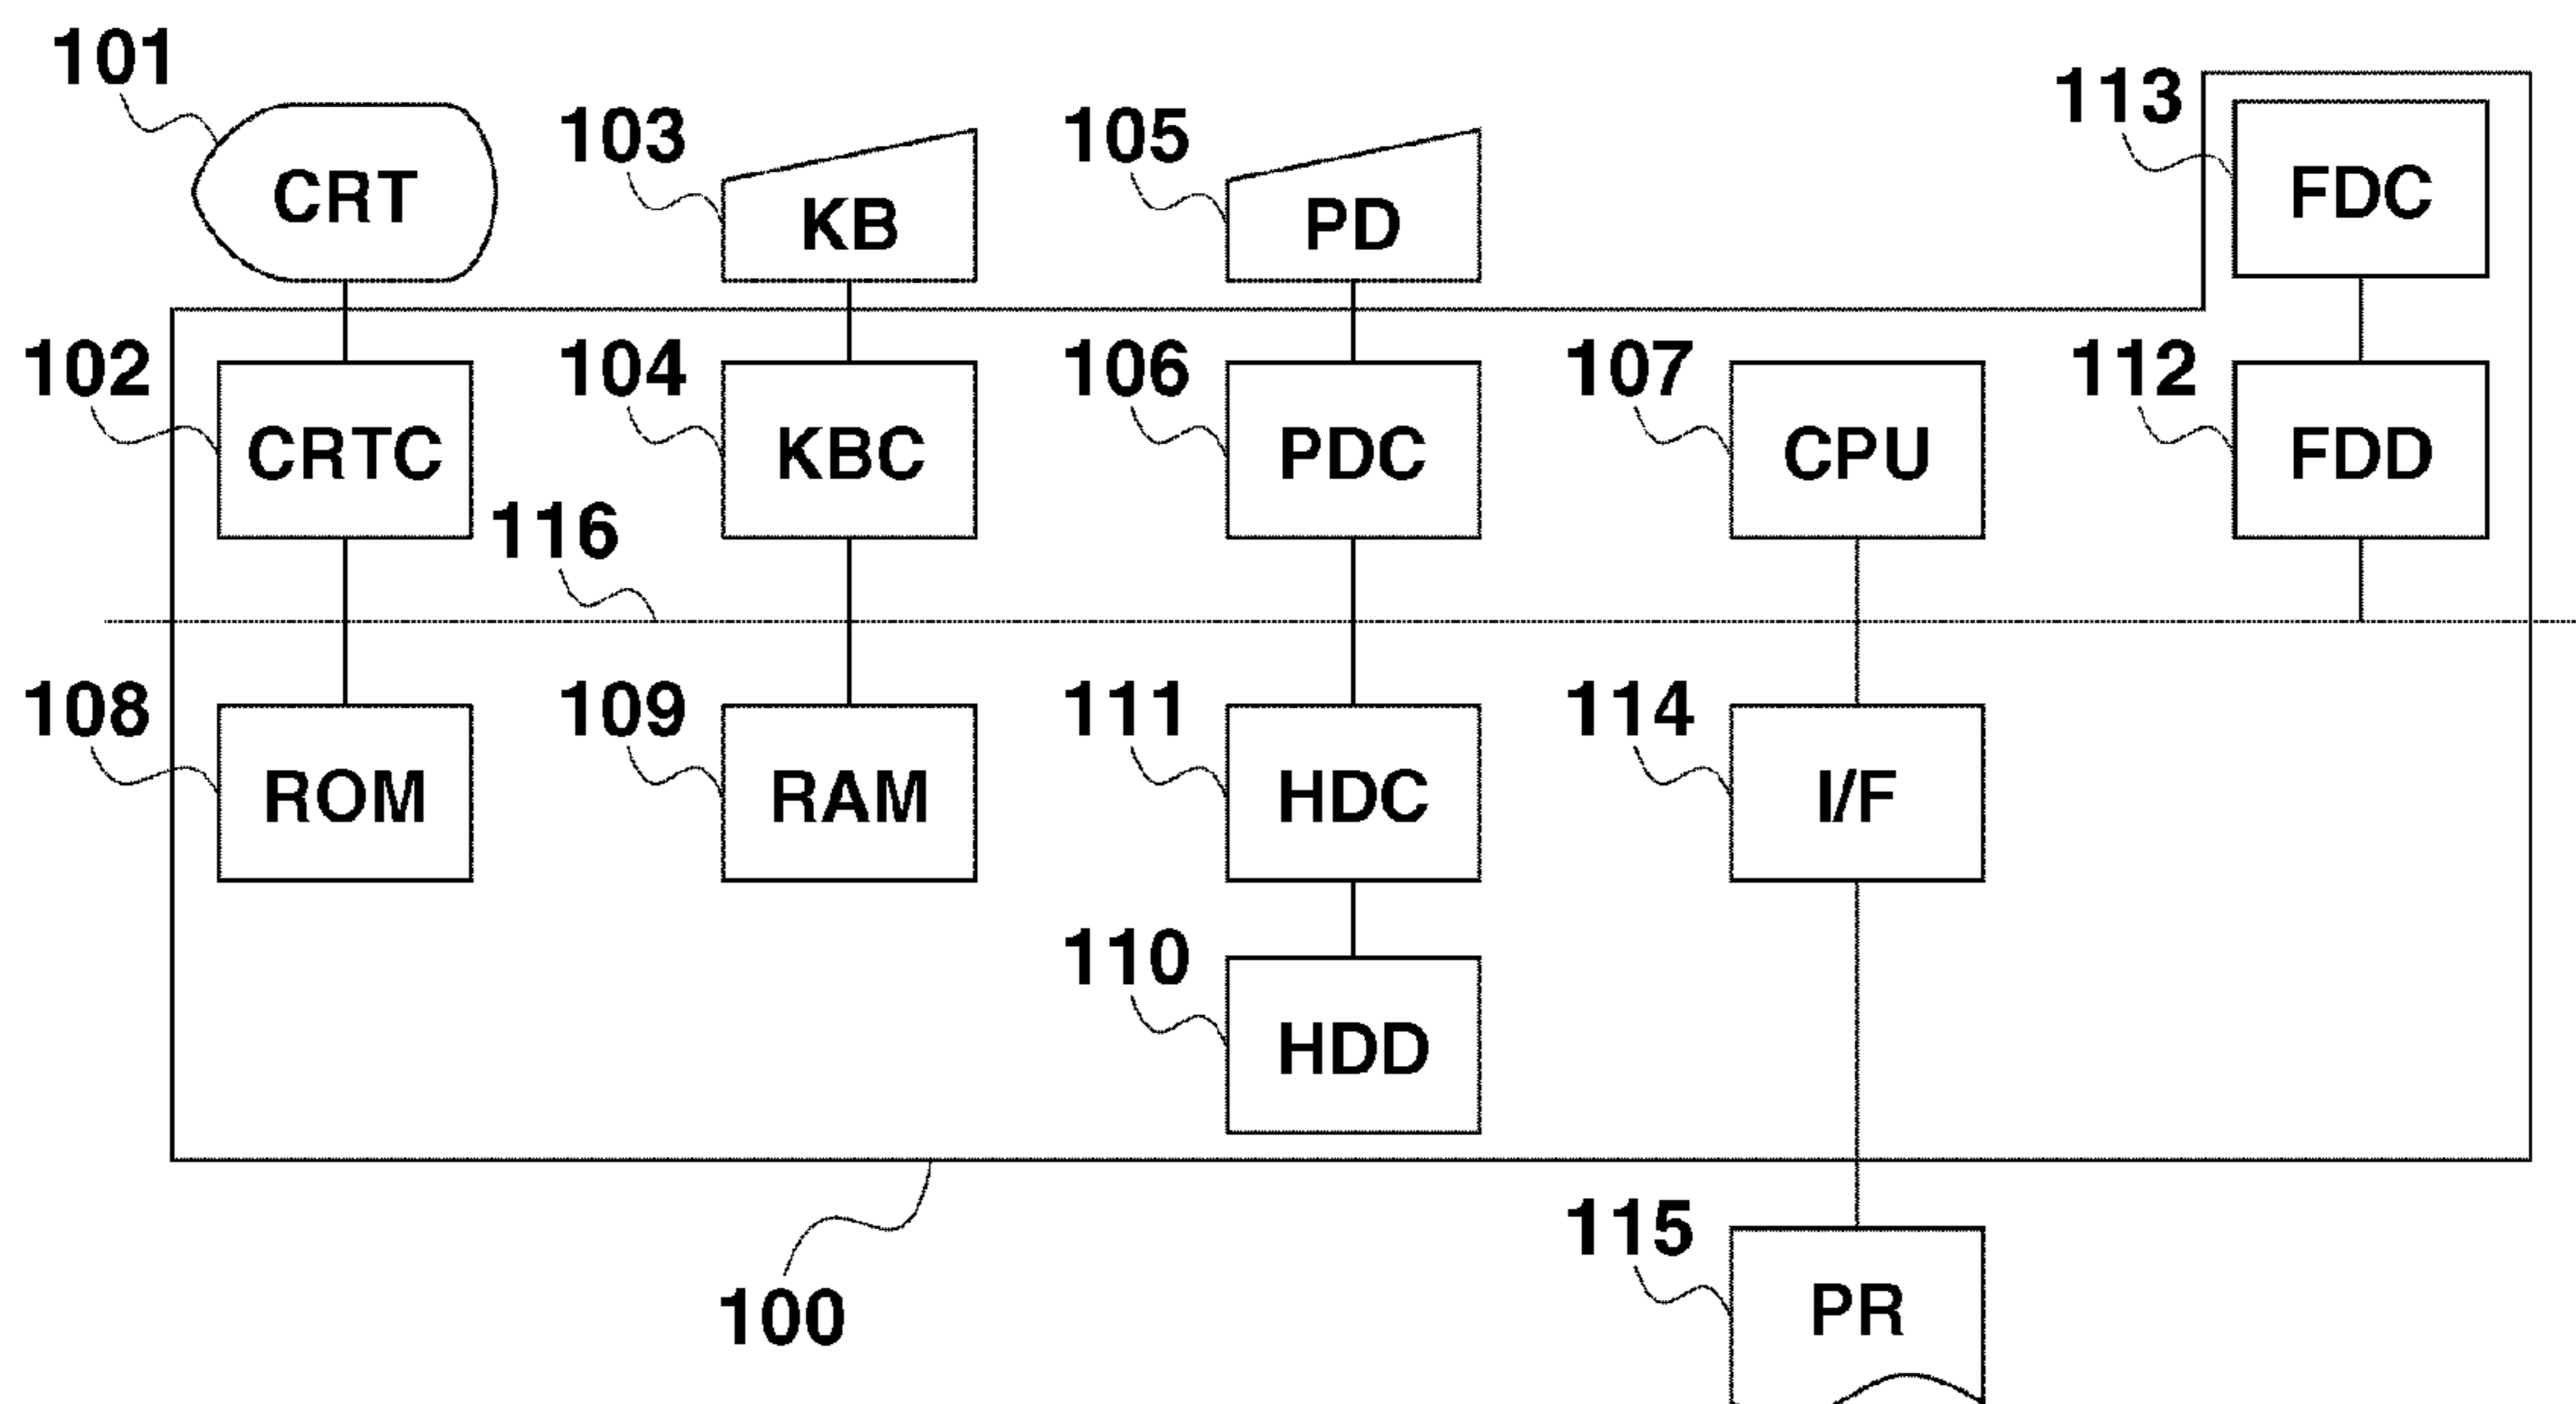 101
CRT
103
KB
105
PD
113
FDC
102
CRTC
104
KBC
106
PDC
107
CPU
112
FDD
116
108
ROM
109
RAM
111
HDC
114
I/F
110
HDD
100
115
PR